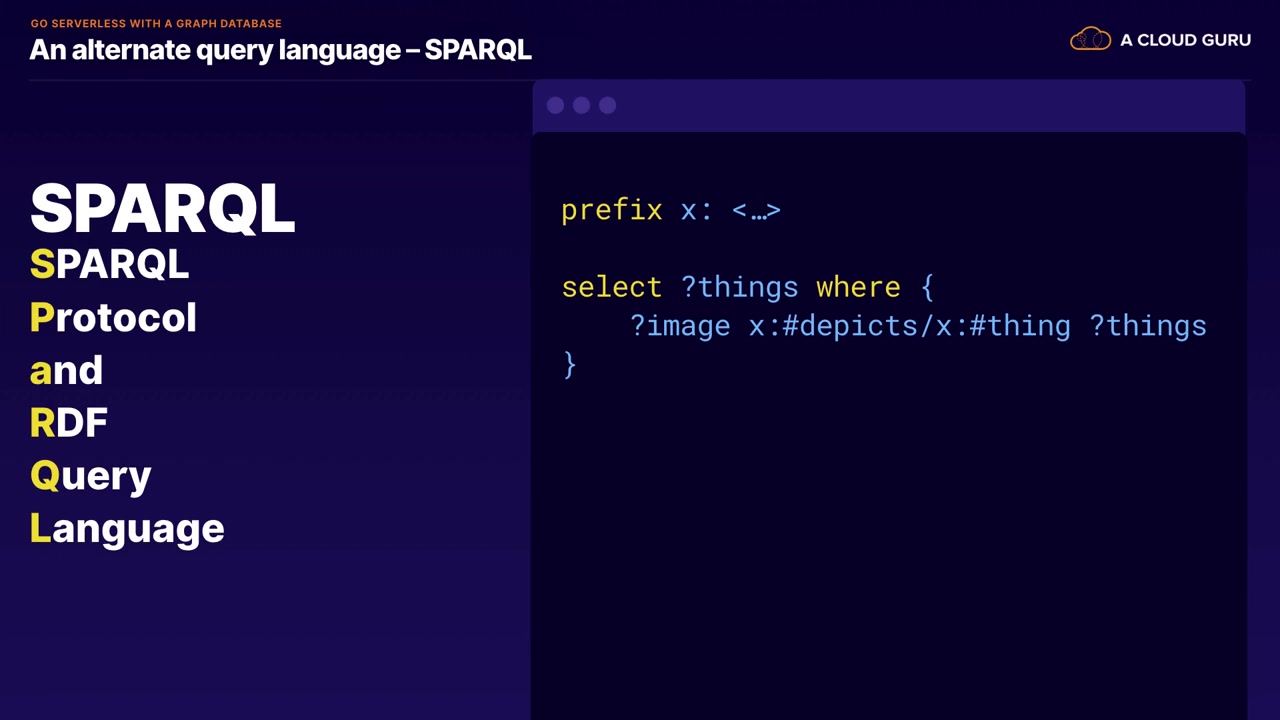 GO SERVERLESS WITH A GRAPH DATABASE
An alternate query language – SPARQL
A CLOUD GURU
SPARQL
SPARQL
Protocol
and
RDF
Query
Language
prefix x: <…>
select ?things where {
    ?image x:#depicts/x:#thing ?things
}